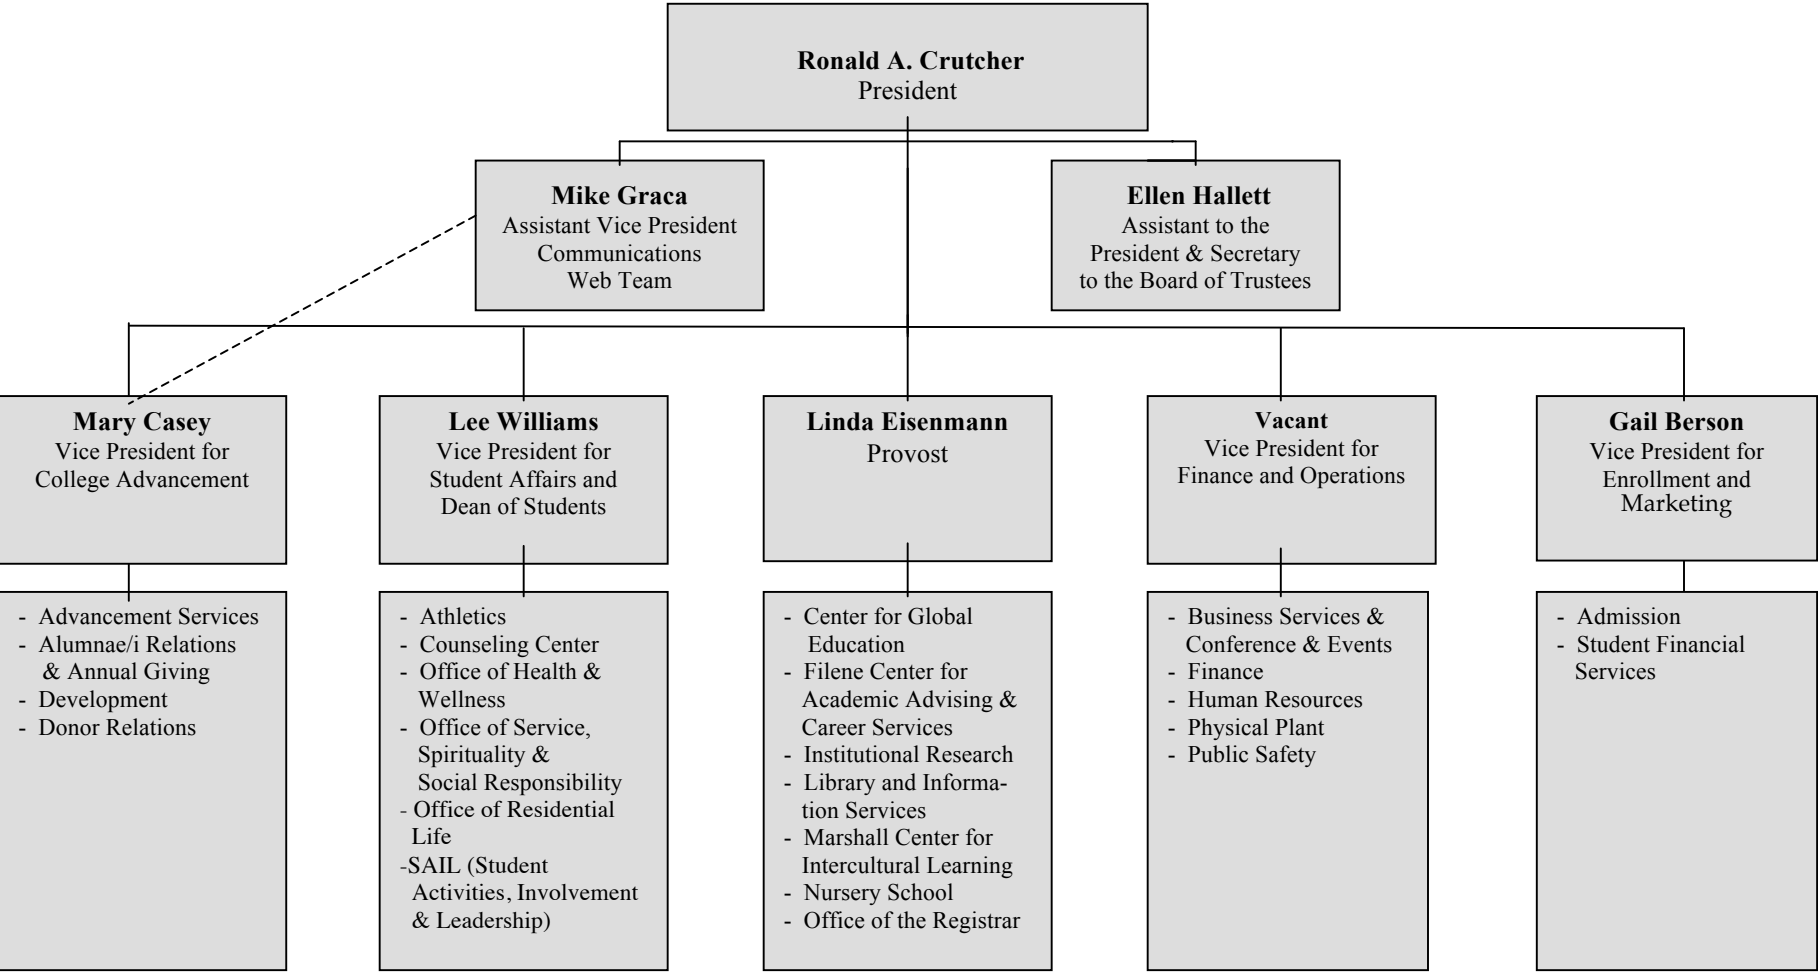 Ronald A. Crutcher
President
Mike Graca
Assistant Vice President
Communications
Web Team
Ellen Hallett
Assistant to the
President & Secretary
to the Board of Trustees
Mary Casey
Vice President for
College Advancement
Lee Williams
Vice President for
Student Affairs and
Dean of Students
Linda Eisenmann
Provost
Vacant
Vice President for
Finance and Operations
Gail Berson
Vice President for
Enrollment and
Marketing
- Advancement Services
- Alumnae/i Relations
& Annual Giving
- Development
- Donor Relations
- Athletics
- Counseling Center
- Office of Health &
Wellness
- Office of Service,
Spirituality &
Social Responsibility
- Office of Residential
Life
-SAIL (Student
Activities, Involvement
& Leadership)
- Center for Global
Education
- Filene Center for
Academic Advising &
Career Services
- Institutional Research
- Library and Informa-
tion Services
- Marshall Center for
Intercultural Learning
- Nursery School
- Office of the Registrar
- Business Services &
Conference & Events
- Finance
- Human Resources
- Physical Plant
- Public Safety
- Admission
- Student Financial
Services